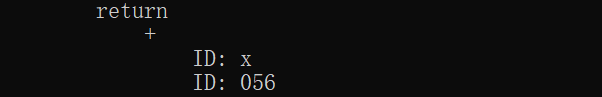 return
+
ID: x
ID: 056